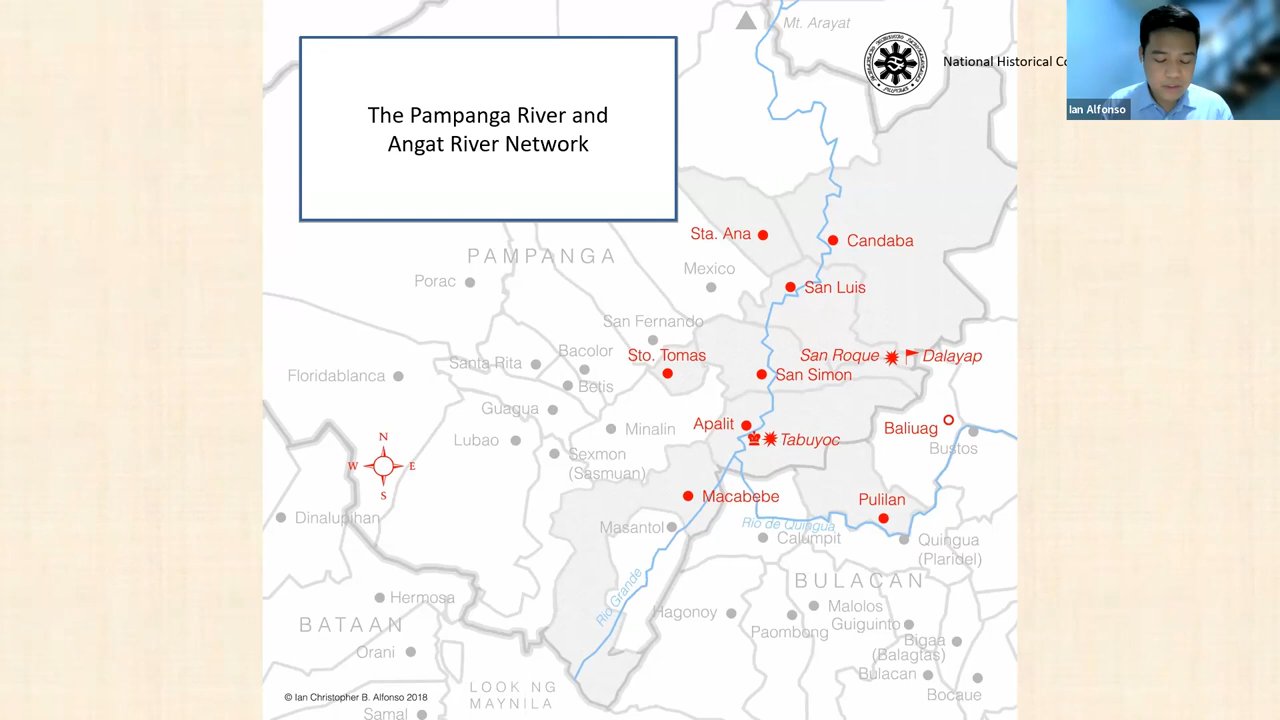 Mt. Arayat
National Historical Co
Ian Alfonso
The Pampanga River and
Angat River Network
Sta. Ana
Candaba
PAMPANGA
Mexico
Porac
San Luis
San Fernando
Bacolor
Sto. Tomas
San Roque
Dalayap
Santa Rita
Floridablanca
Betis
San Simon
Guagua
Minalin
Apalit
Baliuag
Lubao
Tabuyoc
Bustos
N
W
E
S
Sexmon
(Sasmuan)
Macabebe
Pulilan
Dinalupihan
Masantol
Rio de Quingua
Calumpit
Quingua
(Plaridel)
BULACAN
Rio Grande
Hermosa
Hagonoy
Malolos
BATAAN
Paombong
Guiguinto
Bigaa
(Balagtas)
Orani
Bulacan
LOOK NG
MAYNILA
Bocaue
© Ian Christopher B. Alfonso 2018
Samal